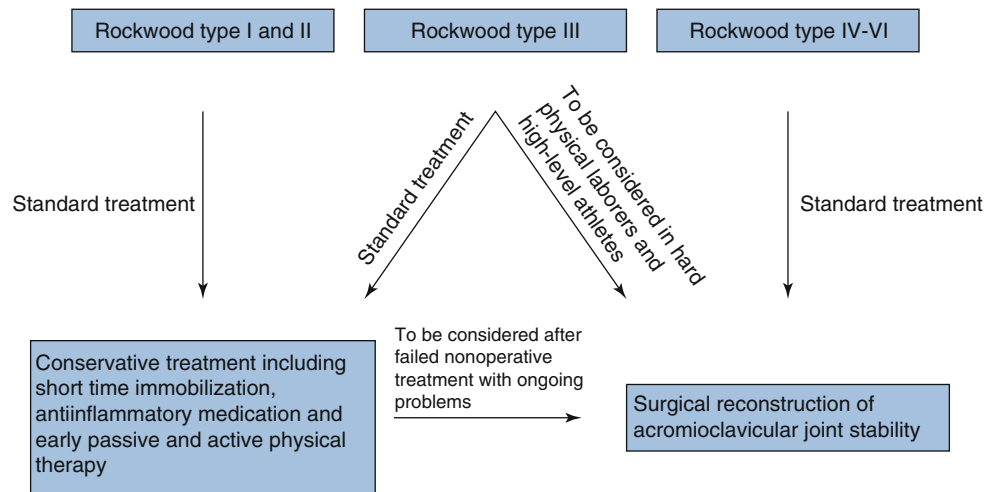 Rockwood type I and II
Rockwood type III
Rockwood type IV-VI
Standard treatment
Standard treatment
To be considered in hard
physical laborers and
high-level athletes
Standard treatment
Conservative treatment including
short time immobilization,
antiinflammatory medication and
early passive and active physical
therapy
To be considered after
failed nonoperative
treatment with ongoing
problems
Surgical reconstruction of
acromioclavicular joint stability